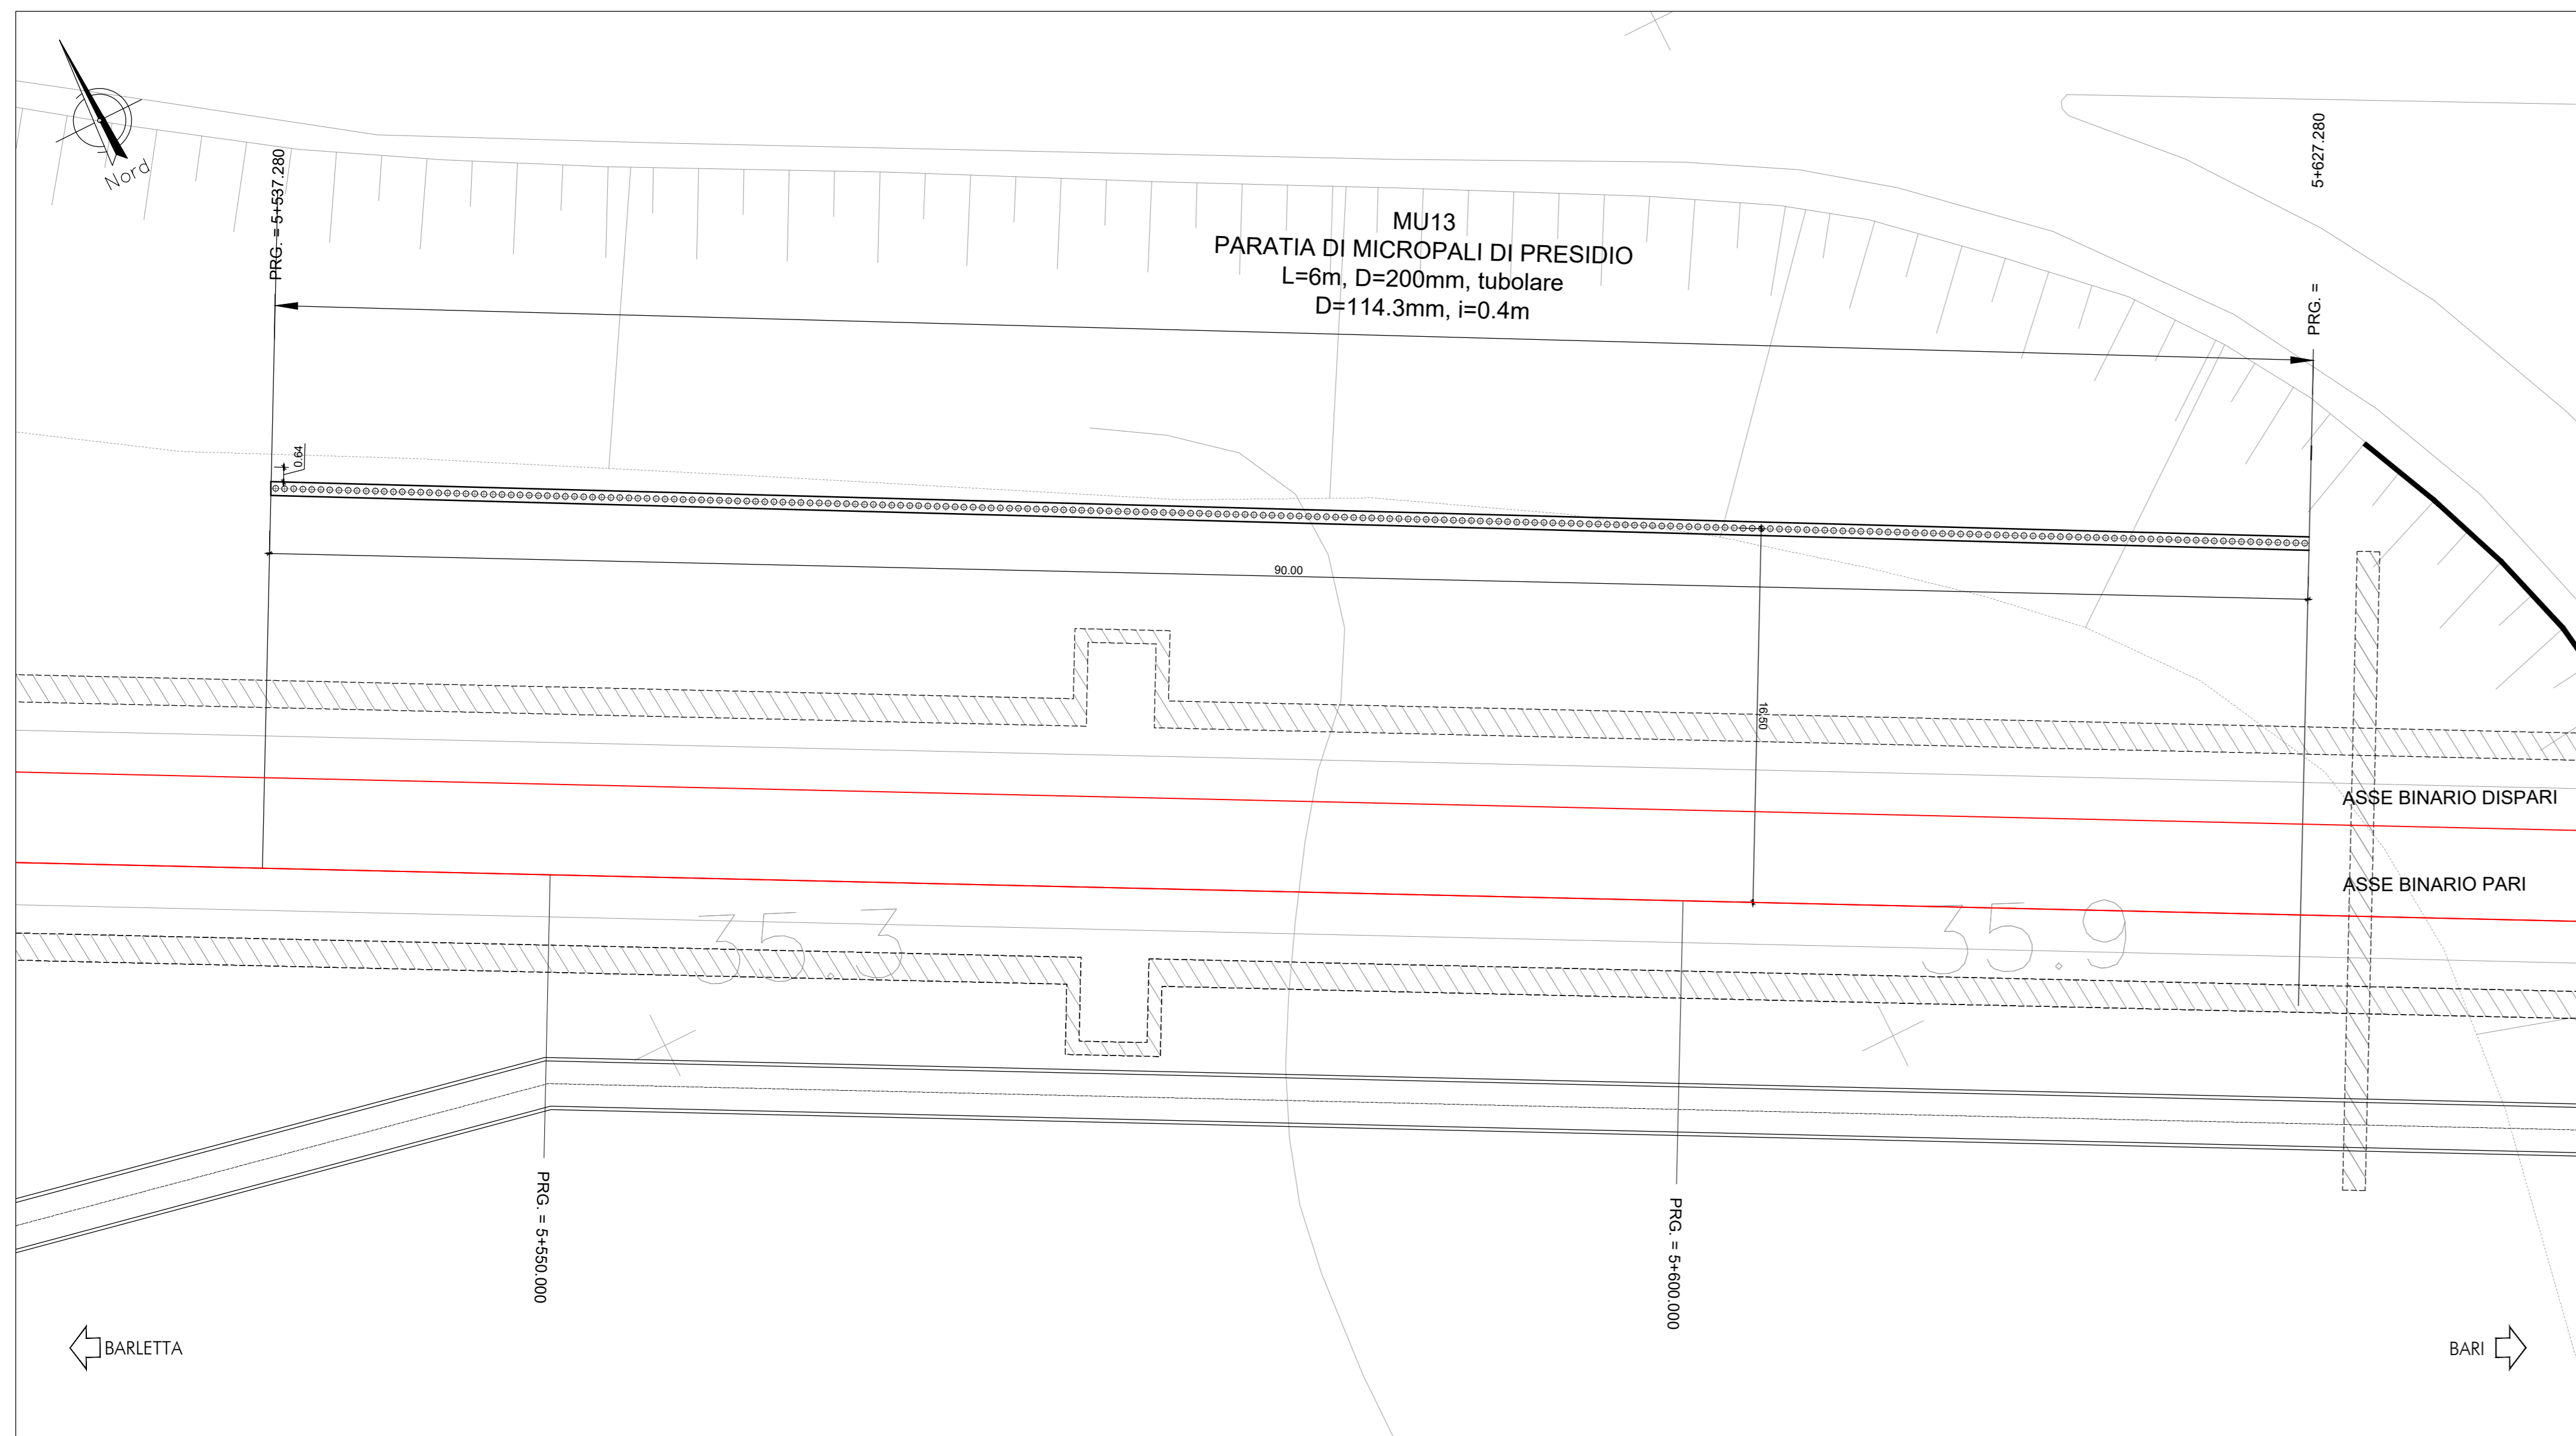 Nord
PRG. = 5+537.280
5+627.280
PRG. =
MU13
PARATIA DI MICROPALI DI PRESIDIO
L=6m, D=200mm, tubolare
D=114.3mm, i=0.4m
0.64
90.00
16.50
ASSE BINARIO DISPARI
ASSE BINARIO PARI
35.3
35.9
PRG. = 5+550.000
PRG. = 5+600.000
BARLETTA
BARI